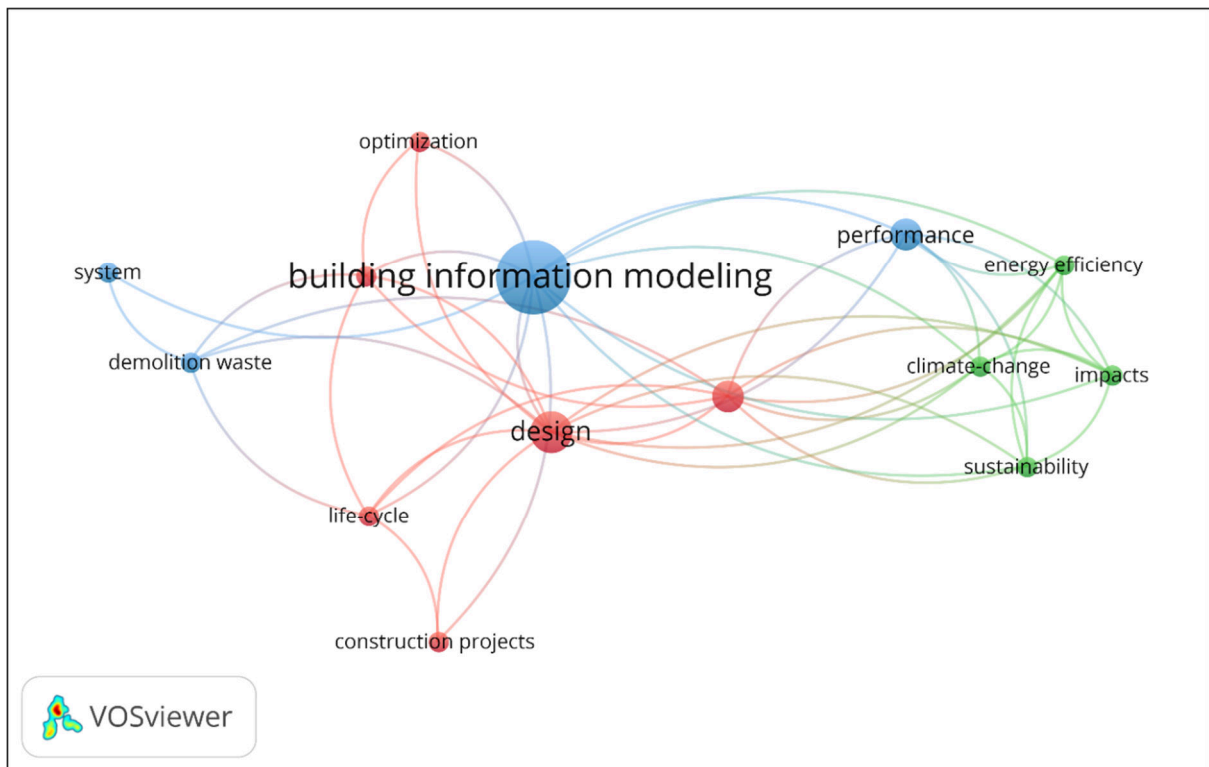 optimization
performance
building information modeling
energy efficiency
system
demolition waste
climate-change
impacts
design
sustainability
life-cycle
construction projects
VOSviewer